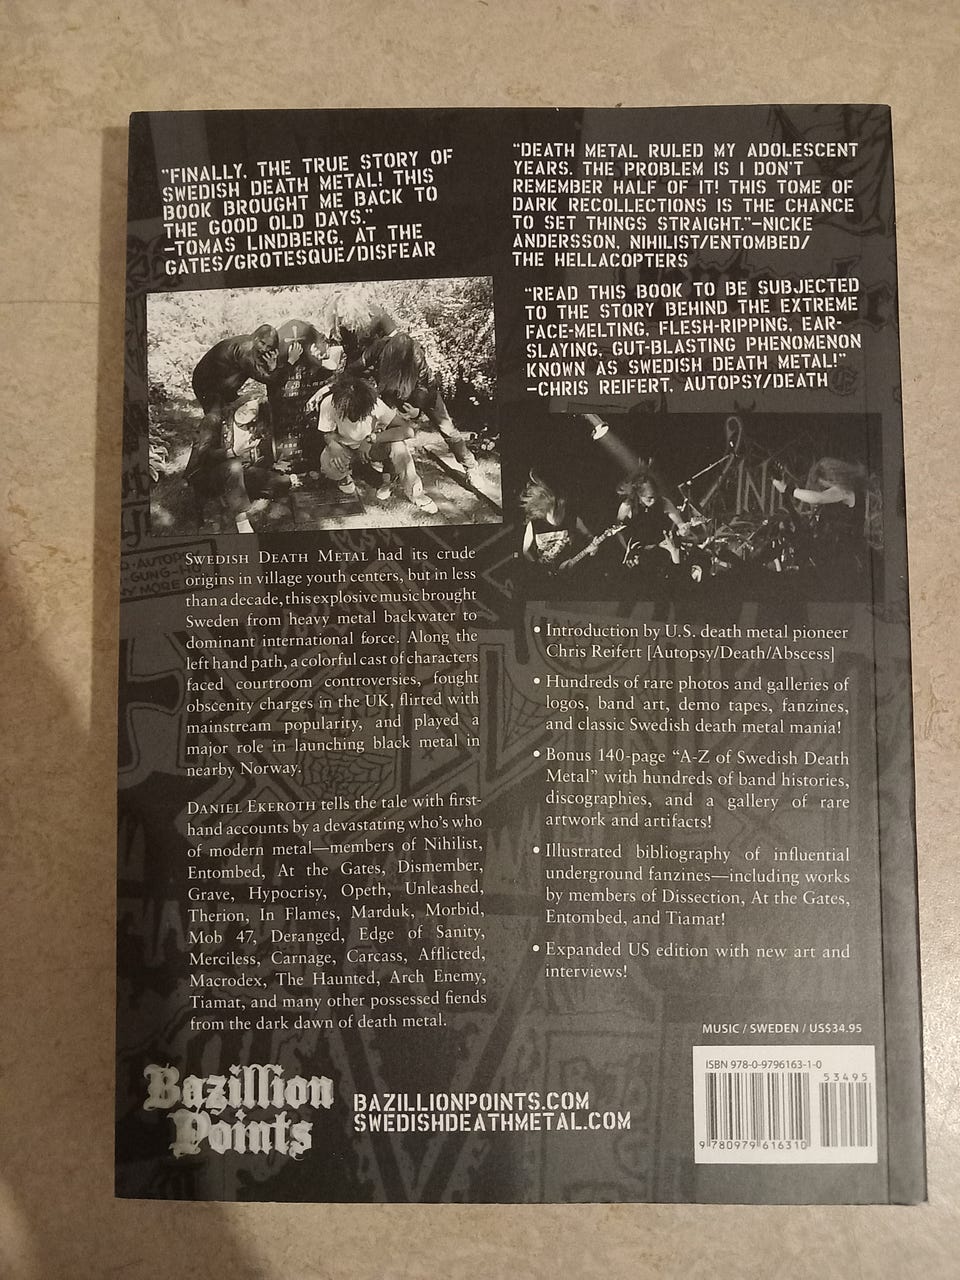 "FINALLY, THE TRUE STORY OF
SWEDISH DEATH METAL! THIS
BOOK BROUGHT ME BACK TO
THE GOOD OLD DAYS."
–TOMAS LINDBERG, AT THE
GATES/GROTESQUE/DISFEAR
"DEATH METAL RULED MY ADOLESCENT
YEARS. THE PROBLEM IS I DON'T
REMEMBER HALF OF IT! THIS TOME OF
DARK RECOLLECTIONS IS THE CHANCE
TO SET THINGS STRAIGHT."–NICKE
ANDERSSON, NIHILIST/ENTOMBED/
THE HELLACOPTERS
"READ THIS BOOK TO BE SUBJECTED
TO THE STORY BEHIND THE EXTREME
FACE-MELTING, FLESH-RIPPING, EAR-
SLAYING, GUT-BLASTING PHENOMENON
KNOWN AS SWEDISH DEATH METAL!"
–CHRIS REIFERT, AUTOPSY/DEATH
SWEDISH DEATH METAL had its crude
origins in village youth centers, but in less
than a decade, this explosive music brought
Sweden from heavy metal backwater to
dominant international force. Along the
left hand path, a colorful cast of characters
faced courtroom controversies, fought
obscenity charges in the UK, flirted with
mainstream popularity, and played a
major role in launching black metal in
nearby Norway.
DANIEL EKEROTH tells the tale with first-
hand accounts by a devastating who's who
of modern metal—members of Nihilist,
Entombed, At the Gates, Dismember,
Grave, Hypocrisy, Opeth, Unleashed,
Therion, In Flames, Marduk, Morbid,
Mob 47, Deranged, Edge of Sanity,
Merciless, Carnage, Carcass, Afflicted,
Macrodex, The Haunted, Arch Enemy,
Tiamat, and many other possessed fiends
from the dark dawn of death metal.
• Introduction by U.S. death metal pioneer
Chris Reifert [Autopsy/Death/Abscess]
• Hundreds of rare photos and galleries of
logos, band art, demo tapes, fanzines,
and classic Swedish death metal mania!
• Bonus 140-page "A-Z of Swedish Death
Metal" with hundreds of band histories,
discographies, and a gallery of rare
artwork and artifacts!
• Illustrated bibliography of influential
underground fanzines—including works
by members of Dissection, At the Gates,
Entombed, and Tiamat!
• Expanded US edition with new art and
interviews!
MUSIC / SWEDEN / US$34.95
ISBN 978-0-9796163-1-0
53495
9 780979 616310
Bazillion
Points
BAZILLIONPOINTS.COM
SWEDISHDEATHMETAL.COM